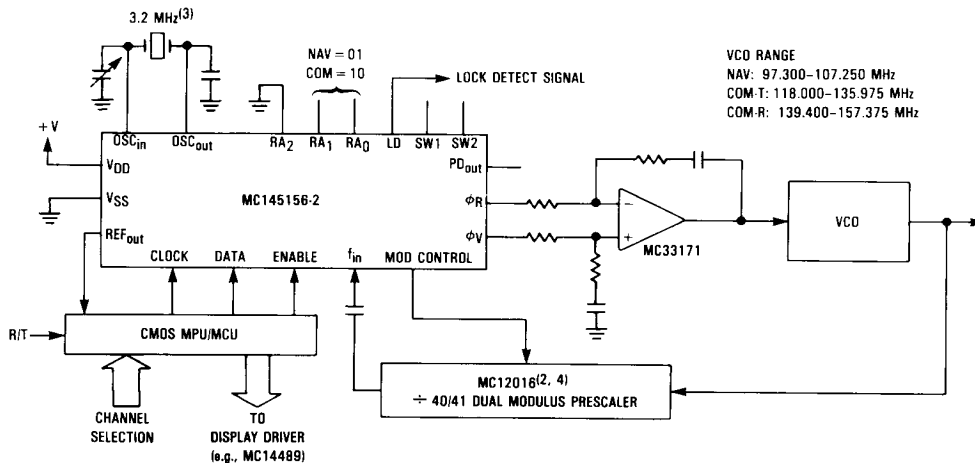 3.2 MHz(3)
NAV = 01
COM = 10
LOCK DETECT SIGNAL
VCO RANGE
NAV: 97.300–107.250 MHz
COM-T: 118.000–135.975 MHz
COM-R: 139.400–157.375 MHz
+ V
OSCin
OSCout
RA2
RA1
RA0
LD
SW1
SW2
VDD
PDout
VSS
MC145156-2
ϕR
ϕV
–
+
MC33171
VCO
REFout
CLOCK
DATA
ENABLE
fin
MOD CONTROL
R/T
CMOS MPU/MCU
MC12016(2, 4)
÷ 40/41 DUAL MODULUS PRESCALER
CHANNEL
SELECTION
TO
DISPLAY DRIVER
(e.g., MC14489)